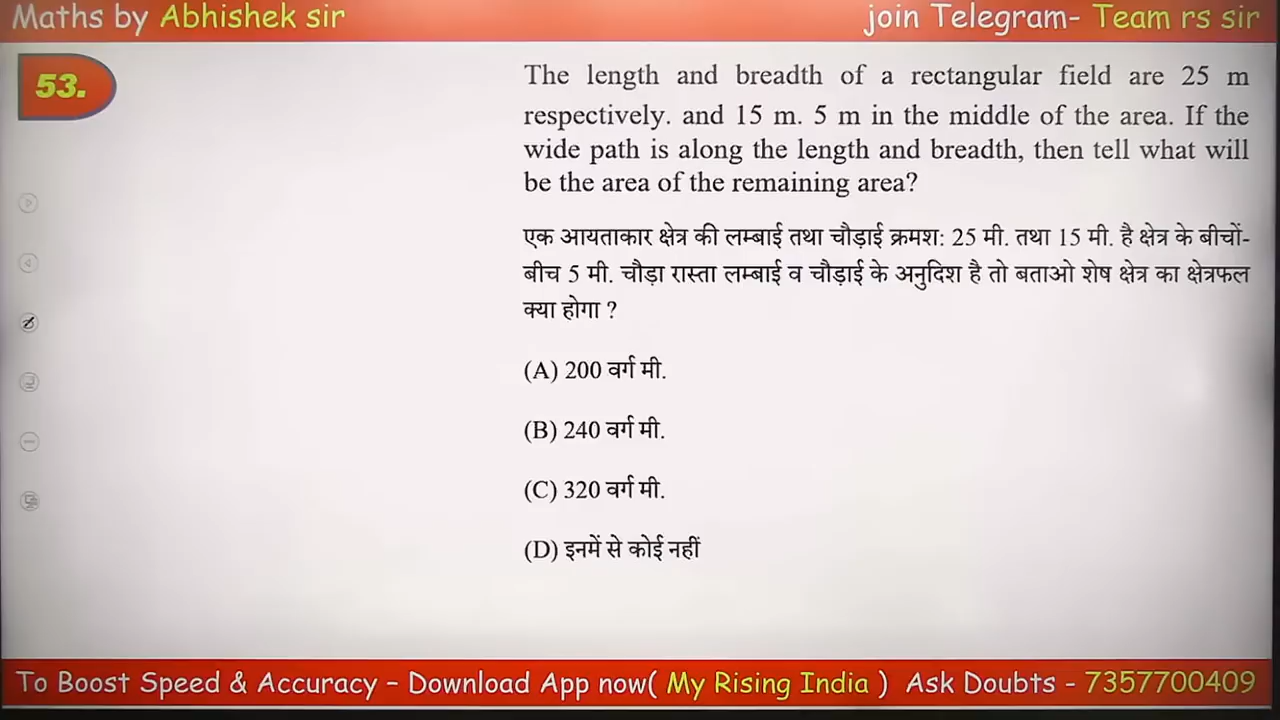 Maths by Abhishek sir
join Telegram- Team rs sir
53.
The length and breadth of a rectangular field are 25 m
respectively. and 15 m. 5 m in the middle of the area. If the
wide path is along the length and breadth, then tell what will
be the area of the remaining area?
एक आयताकार क्षेत्र की लम्बाई तथा चौड़ाई क्रमश: 25 मी. तथा 15 मी. है क्षेत्र के बीचों-
बीच 5 मी. चौड़ा रास्ता लम्बाई व चौड़ाई के अनुदिश है तो बताओ शेष क्षेत्र का क्षेत्रफल
क्या होगा ?
(A) 200 वर्ग मी.
(B) 240 वर्ग मी.
(C) 320 वर्ग मी.
(D) इनमें से कोई नहीं
To Boost Speed & Accuracy – Download App now( My Rising India ) Ask Doubts - 7357700409